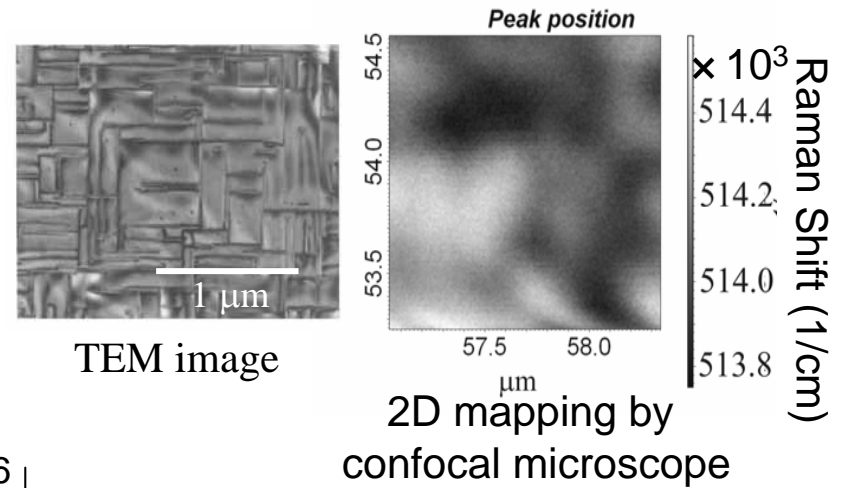 Peak position
54.5
54.0
53.5
57.5 58.0
μm
× 10³
514.4
514.2
514.0
513.8
Raman Shift (1/cm)
1 μm
TEM image
2D mapping by
confocal microscope
6